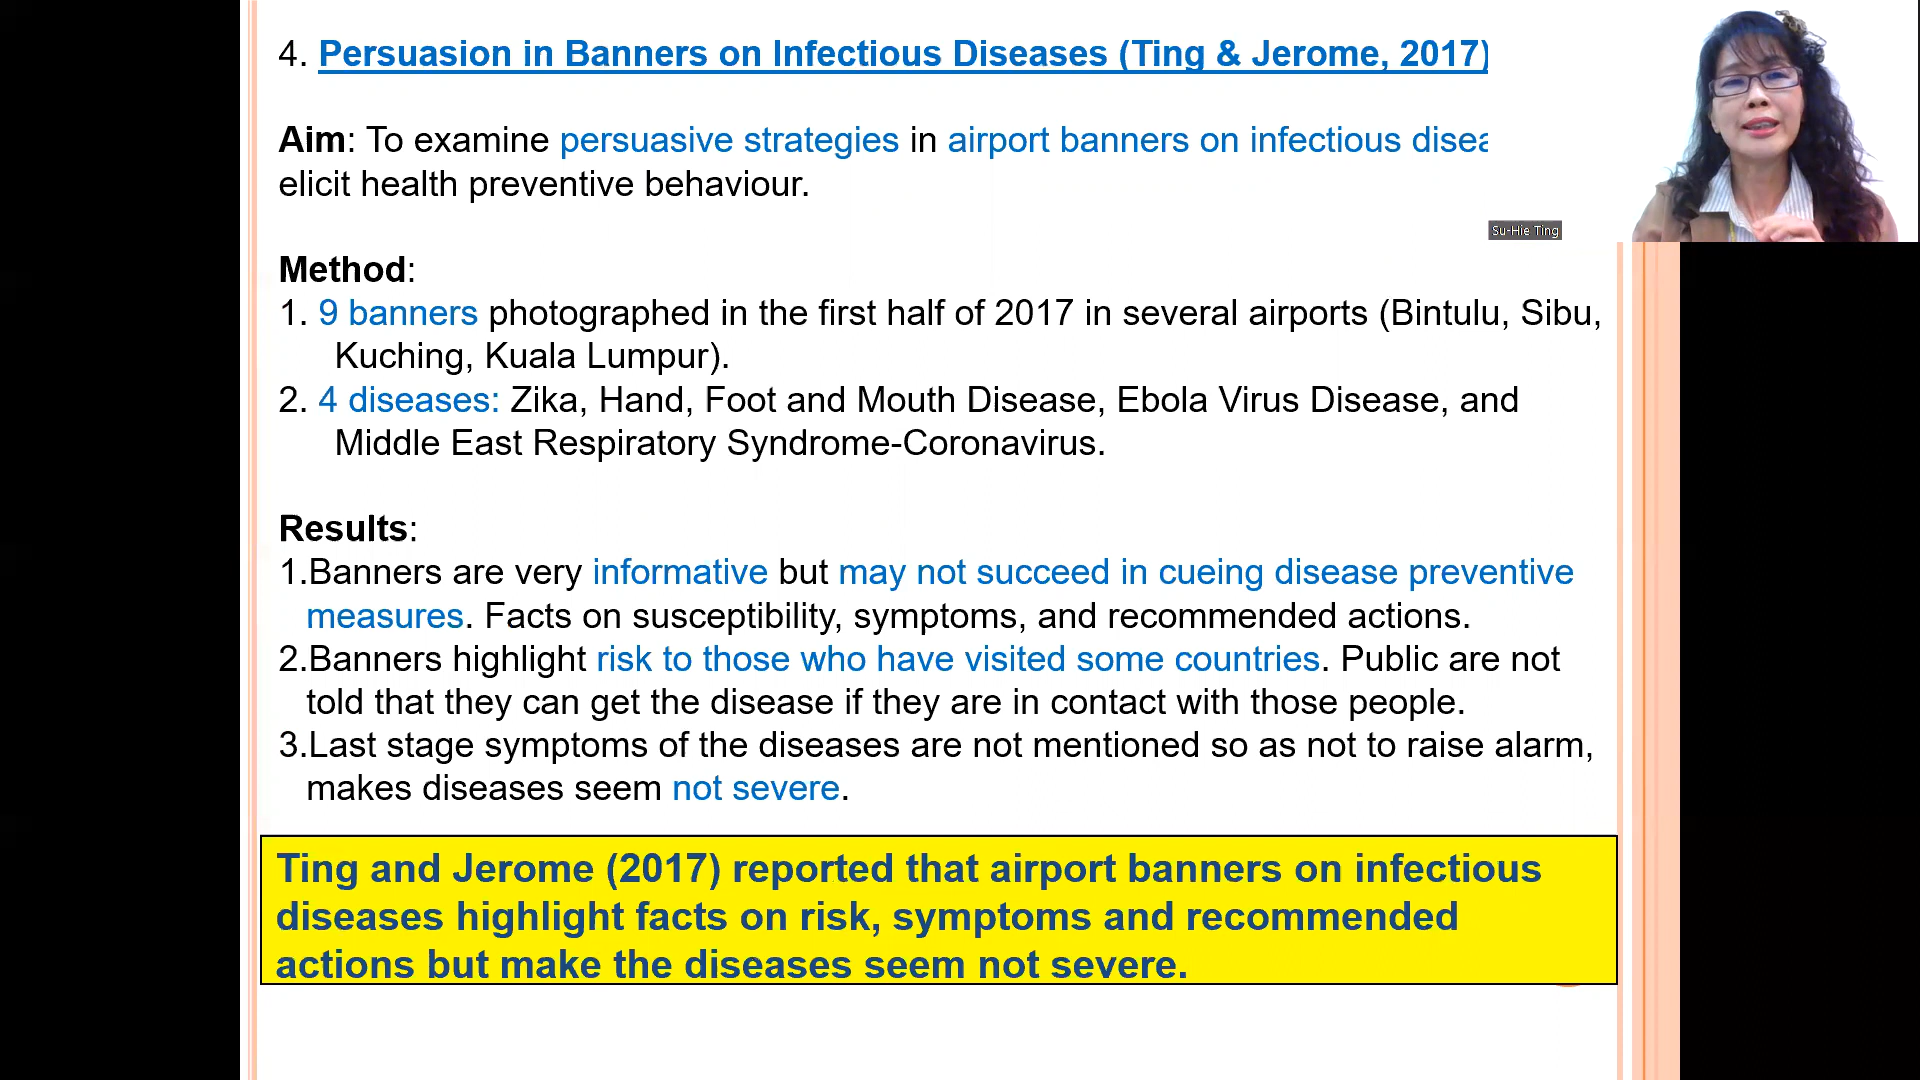 4. Persuasion in Banners on Infectious Diseases (Ting & Jerome, 2017)
Aim: To examine persuasive strategies in airport banners on infectious
elicit health preventive behaviour.
Su-Hie Ting
Method:
1. 9 banners photographed in the first half of 2017 in several airports (Bintulu, Sibu,
Kuching, Kuala Lumpur).
2. 4 diseases: Zika, Hand, Foot and Mouth Disease, Ebola Virus Disease, and
Middle East Respiratory Syndrome-Coronavirus.
Results:
1.Banners are very informative but may not succeed in cueing disease preventive
measures. Facts on susceptibility, symptoms, and recommended actions.
2.Banners highlight risk to those who have visited some countries. Public are not
told that they can get the disease if they are in contact with those people.
3.Last stage symptoms of the diseases are not mentioned so as not to raise alarm,
makes diseases seem not severe.
Ting and Jerome (2017) reported that airport banners on infectious
diseases highlight facts on risk, symptoms and recommended
actions but make the diseases seem not severe.